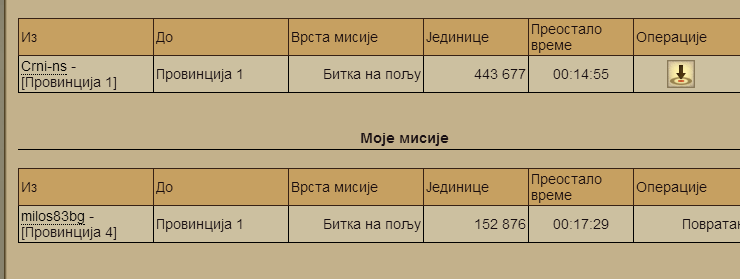 Из До Врста мисије Јединице Преостало време Операције
Crni-ns - [Провинција 1] Провинција 1 Битка на пољу 443 677 00:14:55
Моје мисије
Из До Врста мисије Јединице Преостало време Операције
milos83bg - [Провинција 4] Провинција 1 Битка на пољу 152 876 00:17:29